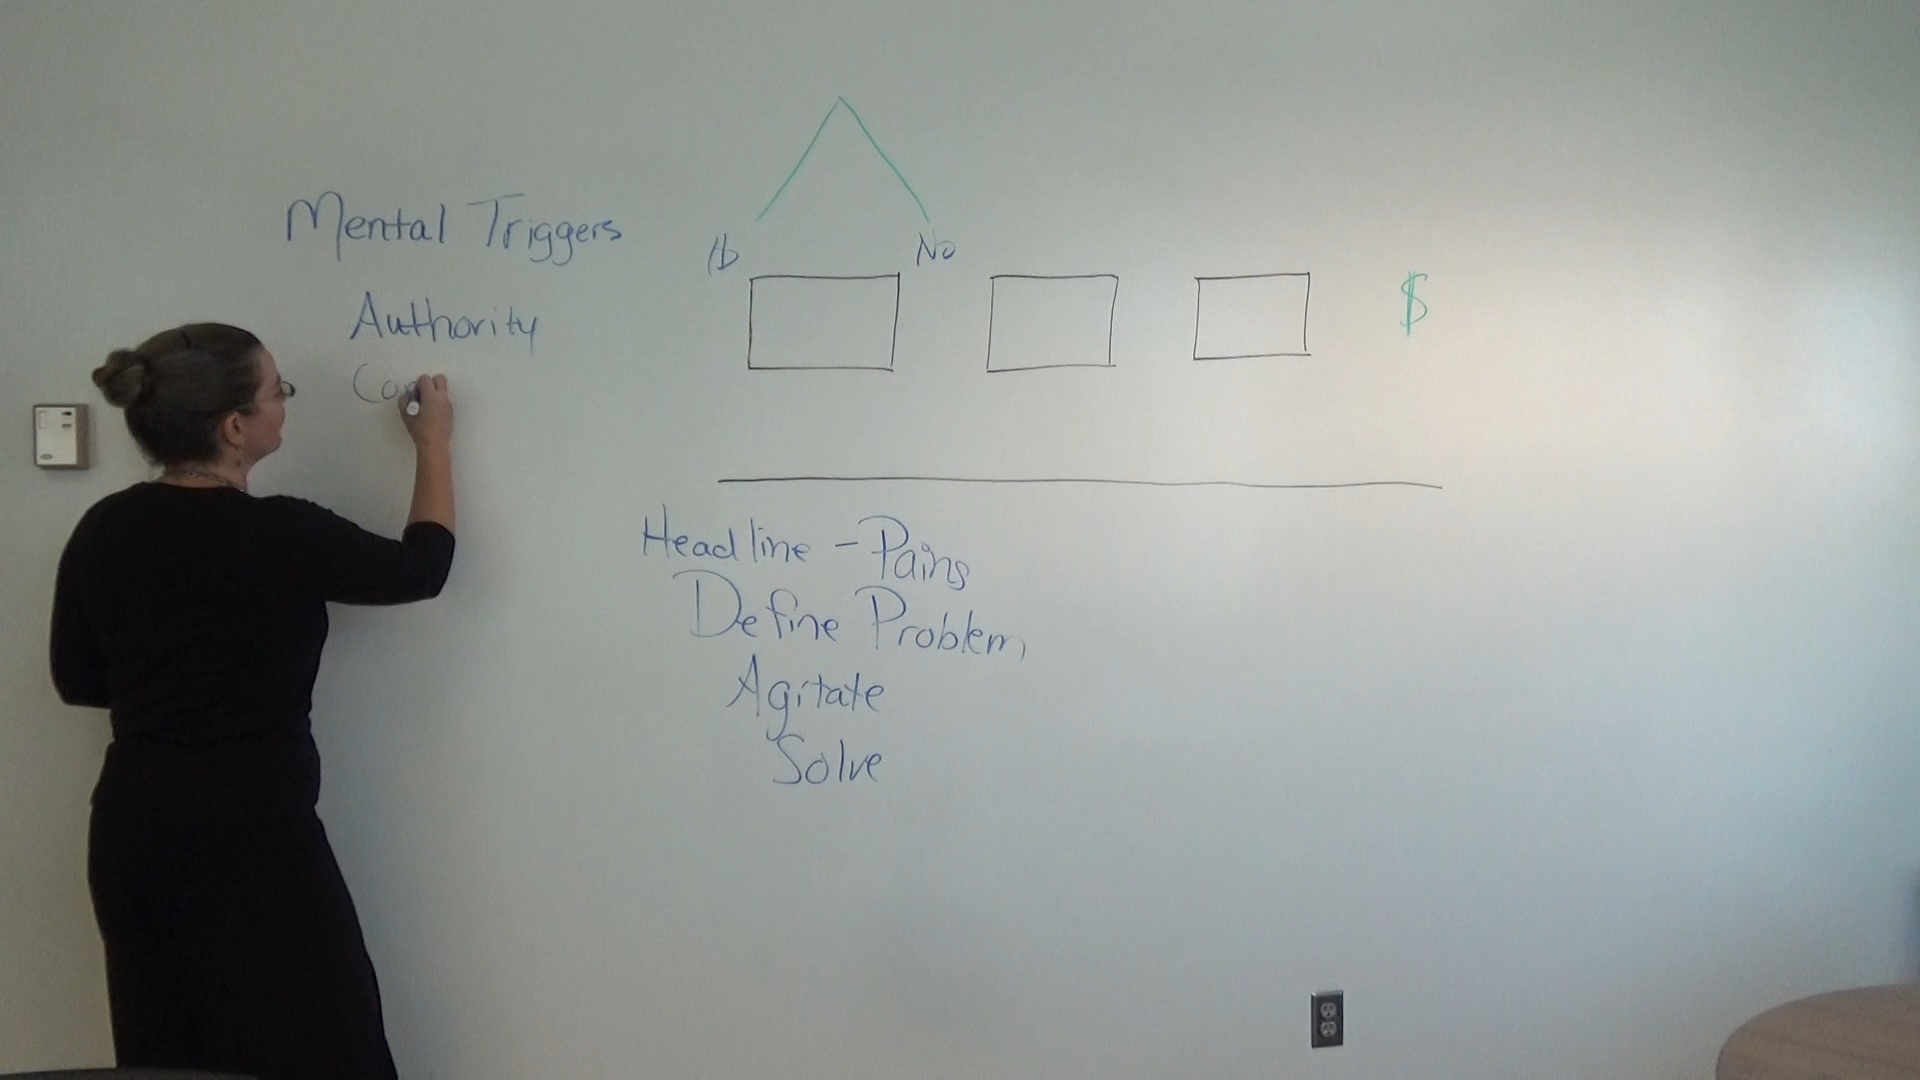 Mental Triggers
Authority
No
$
Headline - Pains
Define Problem
Agitate
Solve